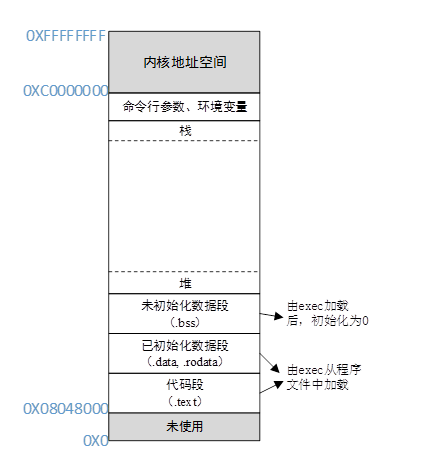 0XFFFFFFFF
内核地址空间
0XC0000000
命令行参数、环境变量
栈
堆
未初始化数据段
(.bss)
由exec加载
后，初始化为0
已初始化数据段
(.data, .rodata)
由exec从程序
文件中加载
代码段
(.text)
0X08048000
未使用
0X0